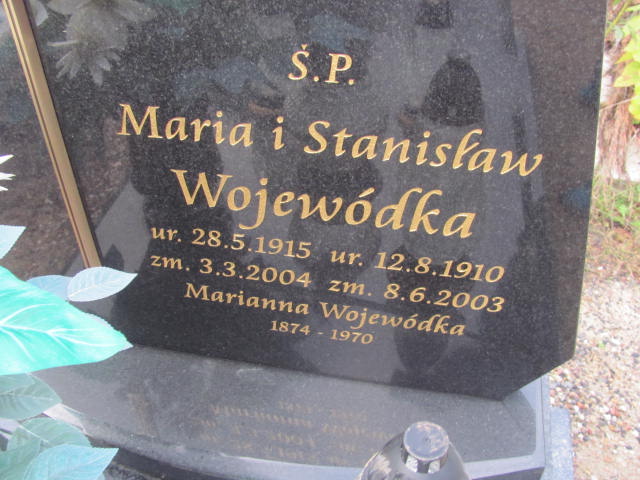 Ś.P.
Maria i Stanisław
Wojewódka
ur. 28.5.1915 ur. 12.8.1910
zm. 3.3.2004 zm. 8.6.2003
Marianna Wojewódka
1874 - 1970